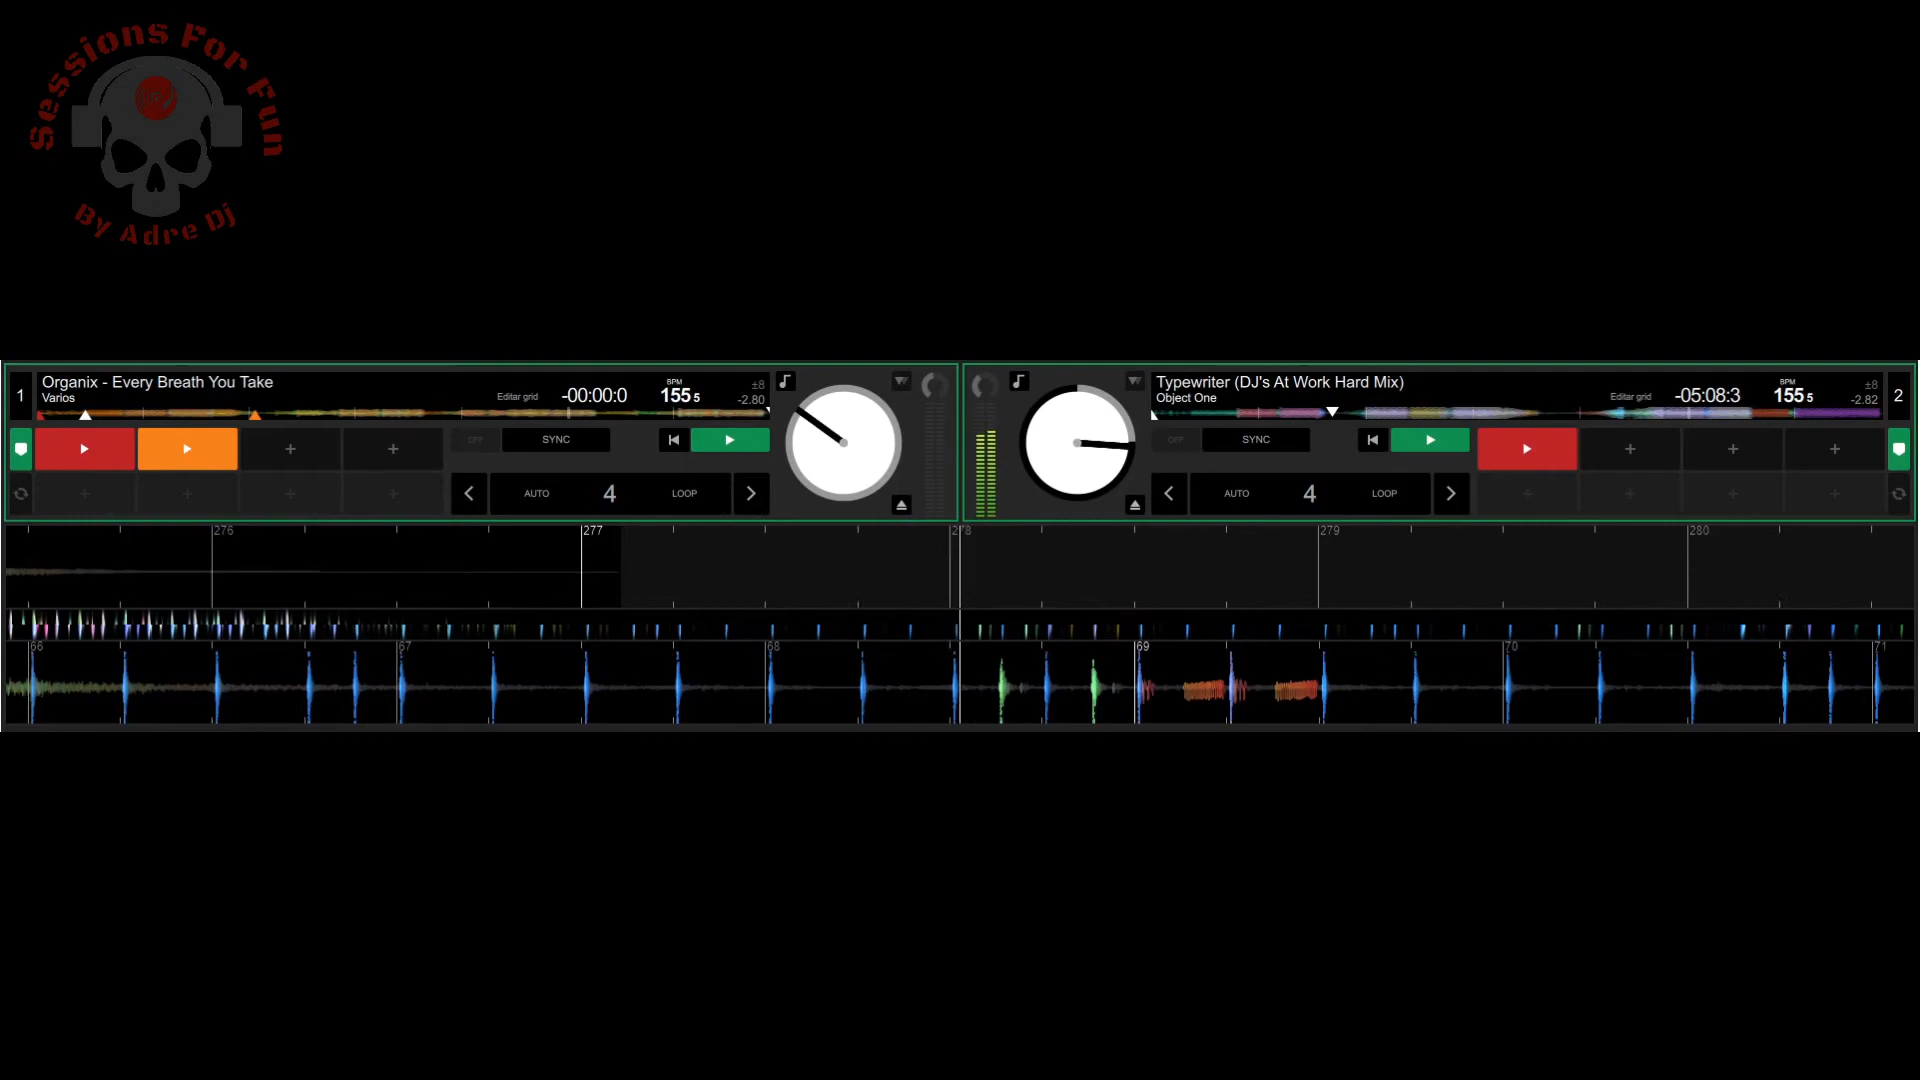 Sessions For Fun
By Adre Dj
1
Organix - Every Breath You Take
Varios
Editar grid
-00:00:0
BPM
155 5
±8
-2.80
OFF
SYNC
AUTO
4
LOOP
Typewriter (DJ's At Work Hard Mix)
Object One
Editar grid
-05:08:3
BPM
155 5
±8
-2.82
2
OFF
SYNC
AUTO
4
LOOP
276
277
278
279
280
66
67
68
69
70
71